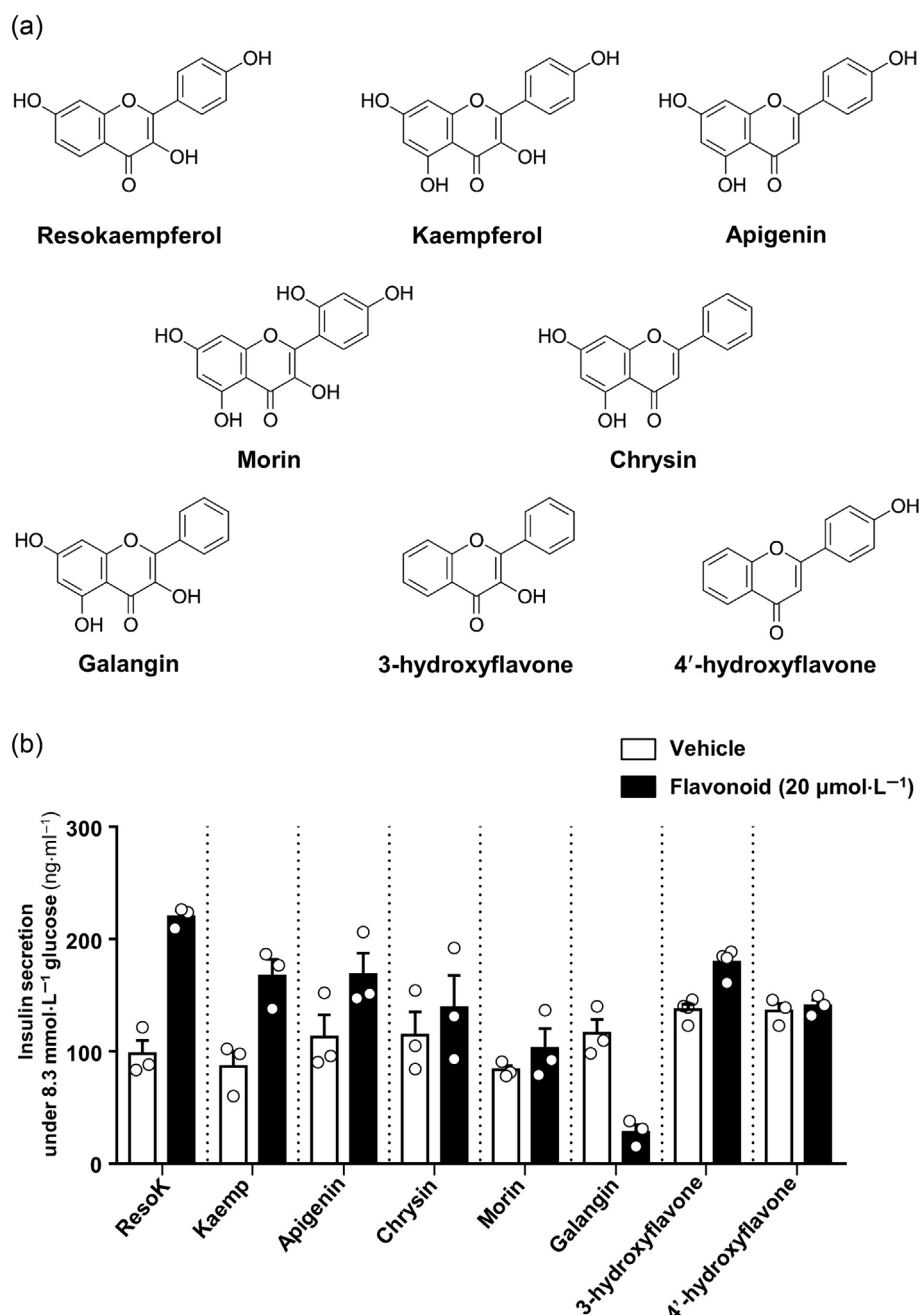 (a)
OH
HO
O
OH
O
Resokaempferol
OH
HO
O
OH
OH
O
Kaempferol
OH
HO
O
OH
O
Apigenin
HO
OH
HO
O
OH
OH
O
Morin
HO
O
OH
O
Chrysin
HO
O
OH
OH
O
Galangin
O
OH
O
3-hydroxyflavone
OH
O
O
4′-hydroxyflavone
(b)
Vehicle
Flavonoid (20 µmol·L⁻¹)
Insulin secretion
under 8.3 mmol·L⁻¹ glucose (ng·ml⁻¹)
300
200
100
0
ResoK
Kaemp
Apigenin
Chrysin
Morin
Galangin
3-hydroxyflavone
4′-hydroxyflavone